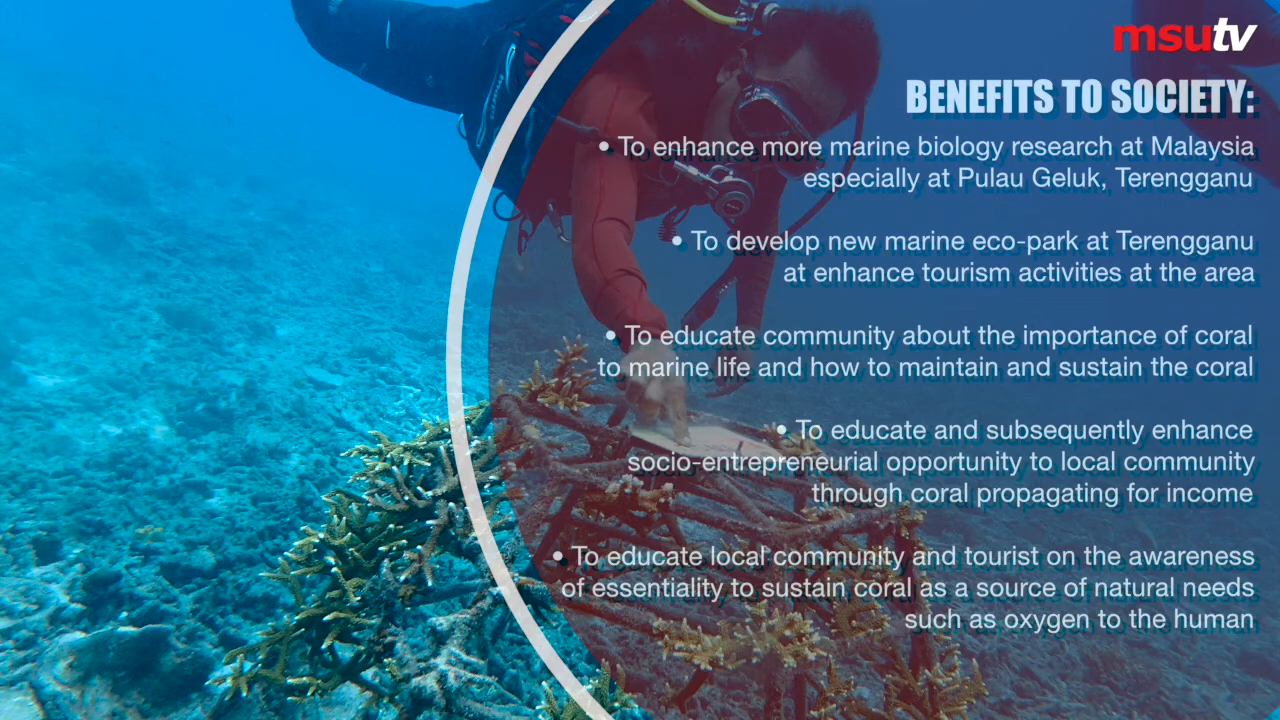 msutv
BENEFITS TO SOCIETY:
• To enhance more marine biology research at Malaysia
especially at Pulau Geluk, Terengganu
• To develop new marine eco-park at Terengganu
at enhance tourism activities at the area
• To educate community about the importance of coral
to marine life and how to maintain and sustain the coral
• To educate and subsequently enhance
socio-entrepreneurial opportunity to local community
through coral propagating for income
• To educate local community and tourist on the awareness
of essentiality to sustain coral as a source of natural needs
such as oxygen to the human